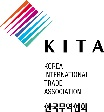 KITA
KOREA
INTERNATIONAL
TRADE
ASSOCIATION
한국무역협회